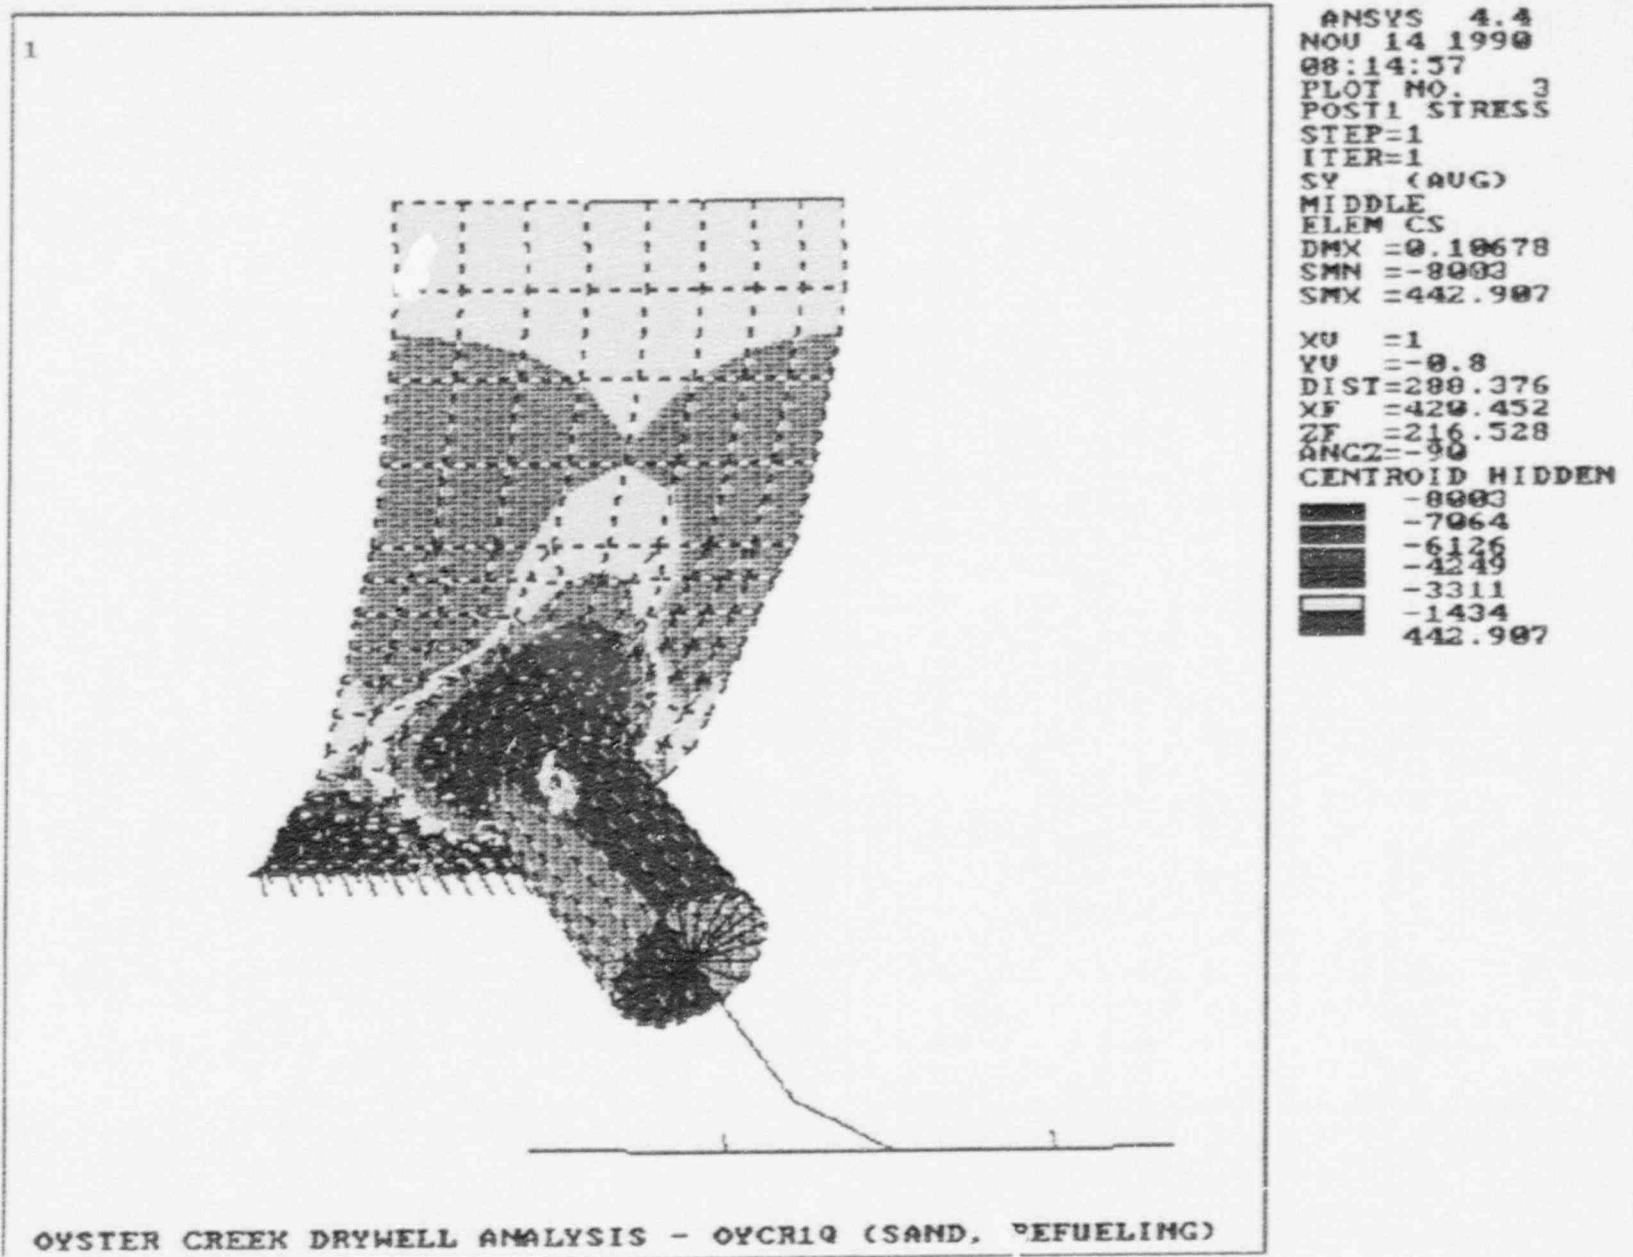 1
ANSYS 4.4
NOV 14 1990
08:14:57
PLOT NO. 3
POST1 STRESS
STEP=1
ITER=1
SY (AVG)
MIDDLE
ELEM CS
DMX =0.10678
SMN =-8003
SMX =442.907
XV =1
YV =-0.8
DIST=288.376
XF =420.452
ZF =216.528
ANGZ=-90
CENTROID HIDDEN
-8003
-7064
-6126
-4249
-3311
-1434
442.907
OYSTER CREEK DRYWELL ANALYSIS - OYCR1Q (SAND, REFUELING)